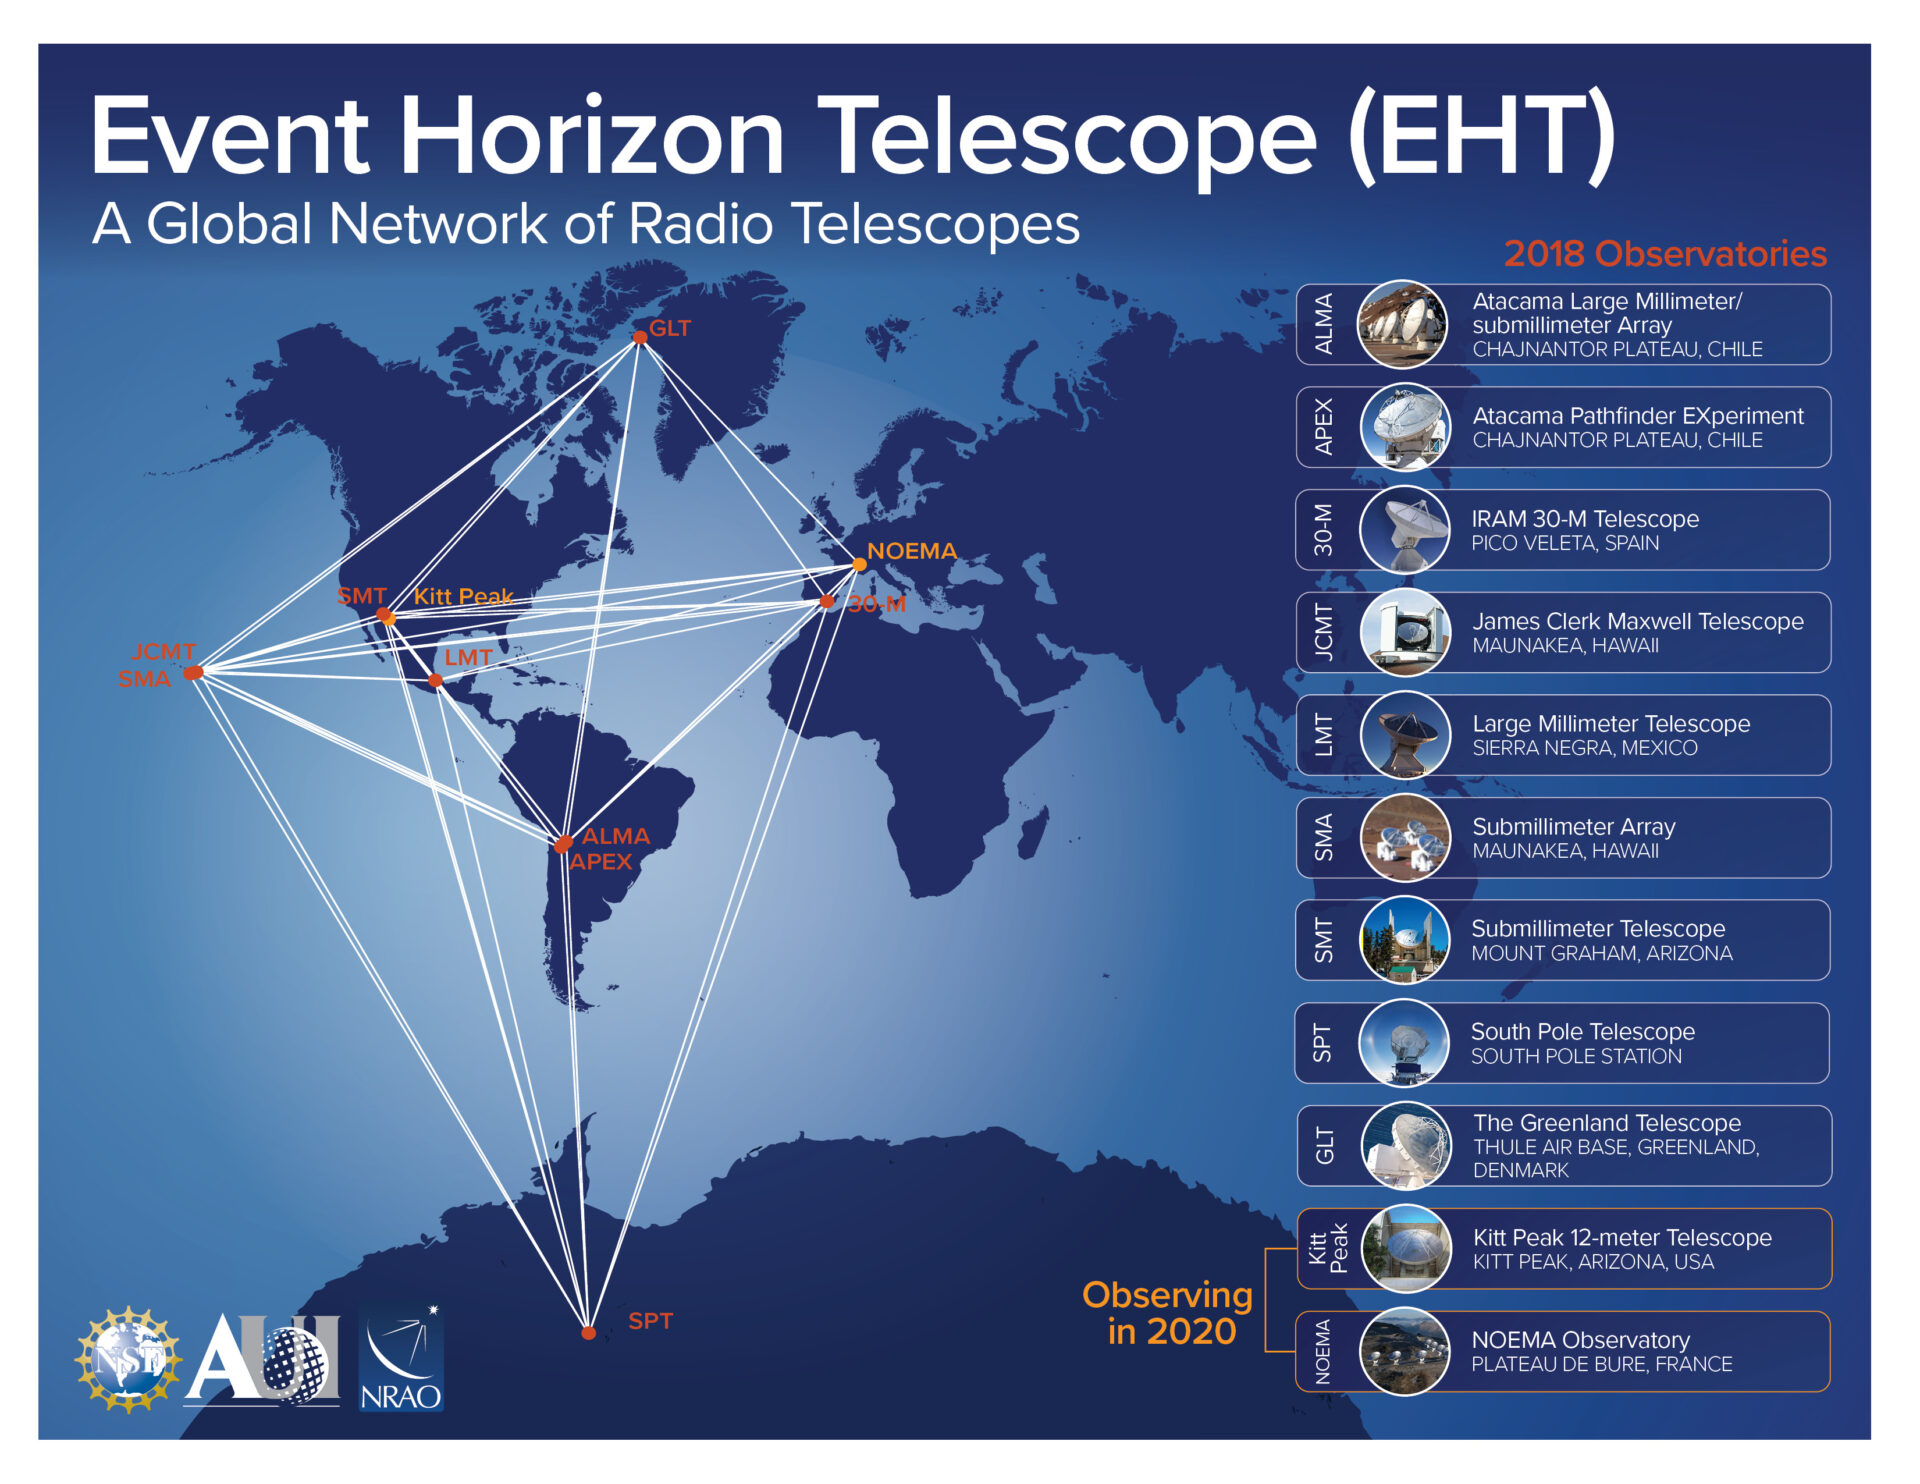 Event Horizon Telescope (EHT)
A Global Network of Radio Telescopes
2018 Observatories
GLT
NOEMA
30-M
SMT
Kitt Peak
JCMT
SMA
LMT
ALMA
APEX
SPT
ALMA
Atacama Large Millimeter/
submillimeter Array
CHAJNANTOR PLATEAU, CHILE
APEX
Atacama Pathfinder EXperiment
CHAJNANTOR PLATEAU, CHILE
30-M
IRAM 30-M Telescope
PICO VELETA, SPAIN
JCMT
James Clerk Maxwell Telescope
MAUNAKEA, HAWAII
LMT
Large Millimeter Telescope
SIERRA NEGRA, MEXICO
SMA
Submillimeter Array
MAUNAKEA, HAWAII
SMT
Submillimeter Telescope
MOUNT GRAHAM, ARIZONA
SPT
South Pole Telescope
SOUTH POLE STATION
GLT
The Greenland Telescope
THULE AIR BASE, GREENLAND,
DENMARK
Observing
in 2020
Kitt
Peak
Kitt Peak 12-meter Telescope
KITT PEAK, ARIZONA, USA
NOEMA
NOEMA Observatory
PLATEAU DE BURE, FRANCE
NSF
AUI
NRAO